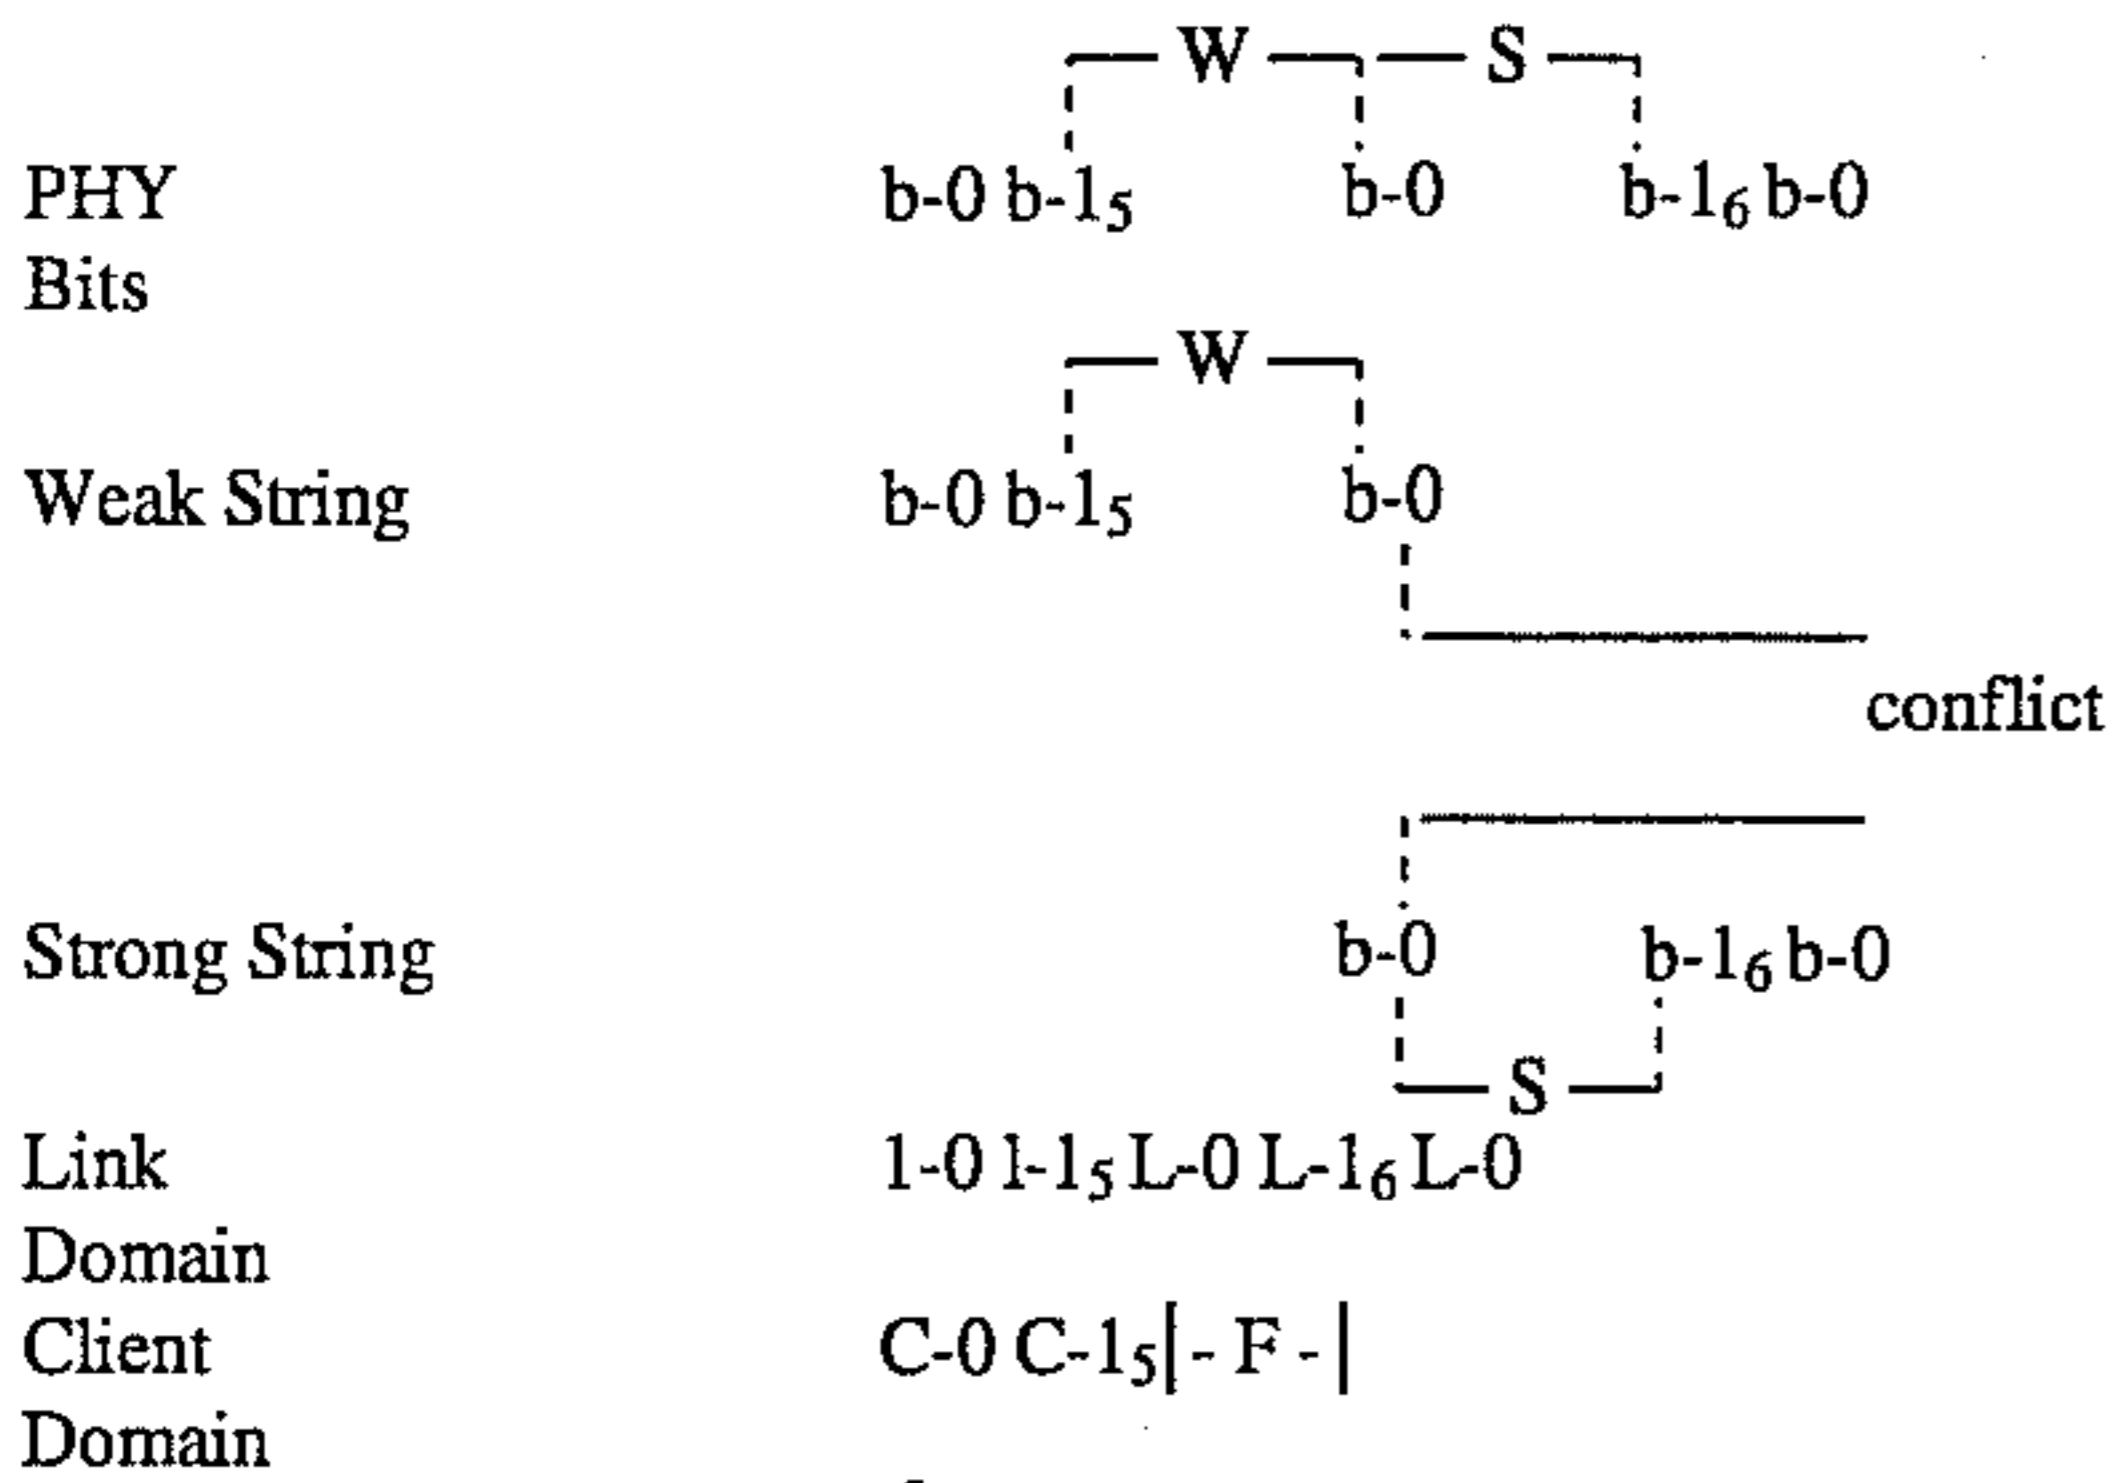 W S
PHY b-0 b-1₅ b-0 b-1₆ b-0
Bits
W
Weak String b-0 b-1₅ b-0
conflict
Strong String b-0 b-1₆ b-0
S
Link 1-0 l-1₅ L-0 L-1₆ L-0
Domain
Client C-0 C-1₅ [- F -|
Domain